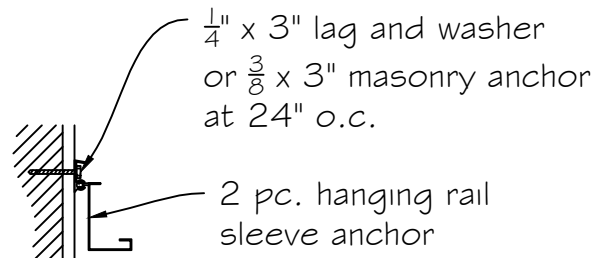 1/4" x 3" lag and washer
or 3/8 x 3" masonry anchor
at 24" o.c.
2 pc. hanging rail
sleeve anchor